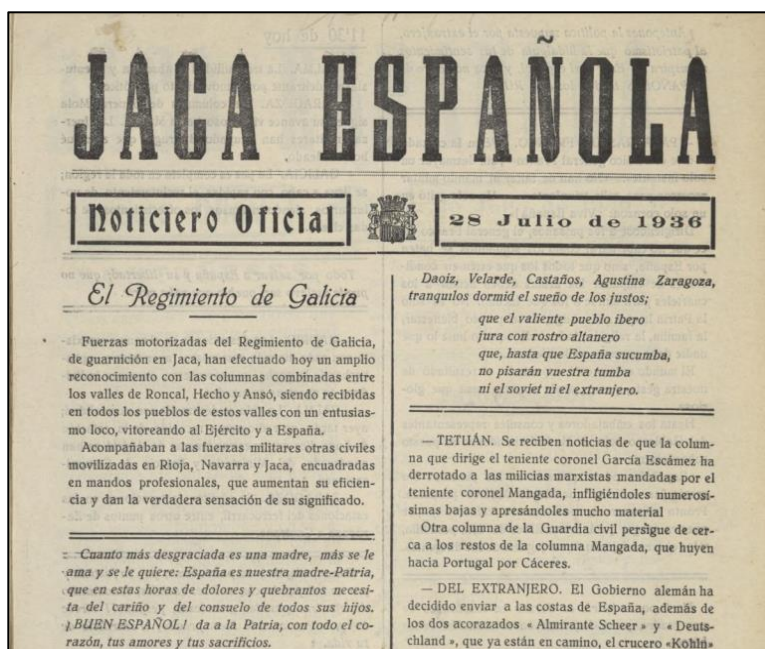 JACA ESPAÑOLA
Noticiero Oficial
28 Julio de 1936
El Regimiento de Galicia
Fuerzas motorizadas del Regimiento de Galicia,
de guarnición en Jaca, han efectuado hoy un amplio
reconocimiento con las columnas combinadas entre
los valles de Roncal, Hecho y Ansó, siendo recibidas
en todos los pueblos de estos valles con un entusias-
mo loco, vitoreando al Ejército y a España.
Acompañaban a las fuerzas militares otras civiles
movilizadas en Rioja, Navarra y Jaca, encuadradas
en mandos profesionales, que aumentan su eficien-
cia y dan la verdadera sensación de su significado.
Cuanto más desgraciada es una madre, más se le
ama y se le quiere: España es nuestra madre-Patria,
que en estas horas de dolores y quebrantos necesi-
ta del cariño y del consuelo de todos sus hijos.
¡BUEN ESPAÑOL! da a la Patria, con todo el co-
razón, tus amores y tus sacrificios.
Daoiz, Velarde, Castaños, Agustina Zaragoza,
tranquilos dormid el sueño de los justos;
que el valiente pueblo ibero
jura con rostro altanero
que, hasta que España sucumba,
no pisarán vuestra tumba
ni el soviet ni el extranjero.
— TETUÁN. Se reciben noticias de que la colum-
na que dirige el teniente coronel García Escámez ha
derrotado a las milicias marxistas mandadas por el
teniente coronel Mangada, infligiéndoles numerosí-
simas bajas y apresándoles mucho material
Otra columna de la Guardia civil persigue de cer-
ca a los restos de la columna Mangada, que huyen
hacia Portugal por Cáceres.
— DEL EXTRANJERO. El Gobierno alemán ha
decidido enviar a las costas de España, además de
los dos acorazados « Almirante Scheer » y « Deuts-
chland », que ya están en camino, el crucero «Kohln»